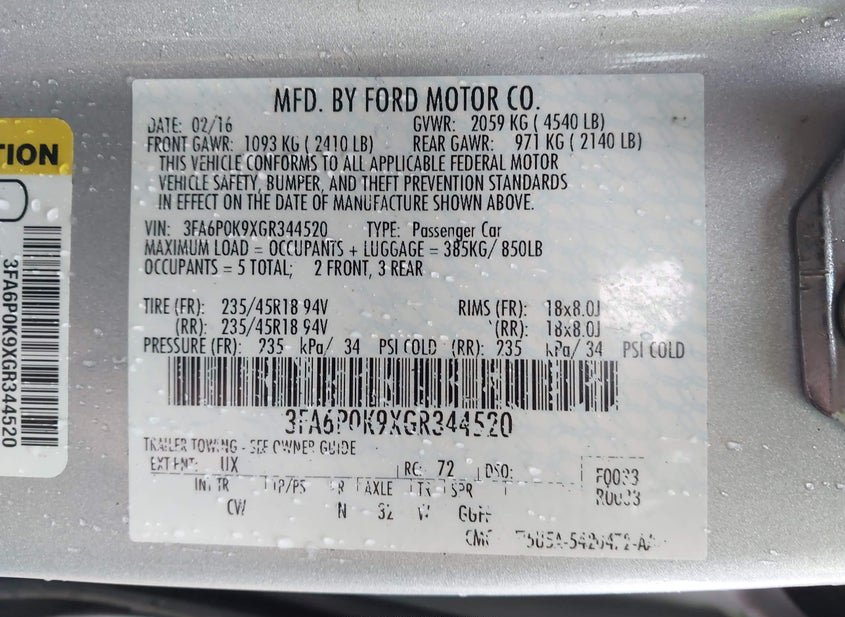 MFD. BY FORD MOTOR CO.
DATE: 02/16 GVWR: 2059 KG ( 4540 LB)
FRONT GAWR: 1093 KG ( 2410 LB) REAR GAWR: 971 KG ( 2140 LB)
THIS VEHICLE CONFORMS TO ALL APPLICABLE FEDERAL MOTOR
VEHICLE SAFETY, BUMPER, AND THEFT PREVENTION STANDARDS
IN EFFECT ON THE DATE OF MANUFACTURE SHOWN ABOVE.
VIN: 3FA6P0K9XGR344520 TYPE: Passenger Car
MAXIMUM LOAD = OCCUPANTS + LUGGAGE = 385KG/ 850LB
OCCUPANTS = 5 TOTAL; 2 FRONT, 3 REAR
TIRE (FR): 235/45R18 94V RIMS (FR): 18x8.0J
(RR): 235/45R18 94V (RR): 18x8.0J
PRESSURE (FR): 235 kPa/ 34 PSI COLD (RR): 235 kPa/ 34 PSI COLD
3FA6P0K9XGR344520
TRAILER TOWING - SEE OWNER GUIDE
EXT PNT: UX RC: 72 DSO:
INT TR TP/PS R AXLE TR SPR
CW N W
TION
3FA6P0K9XGR344520